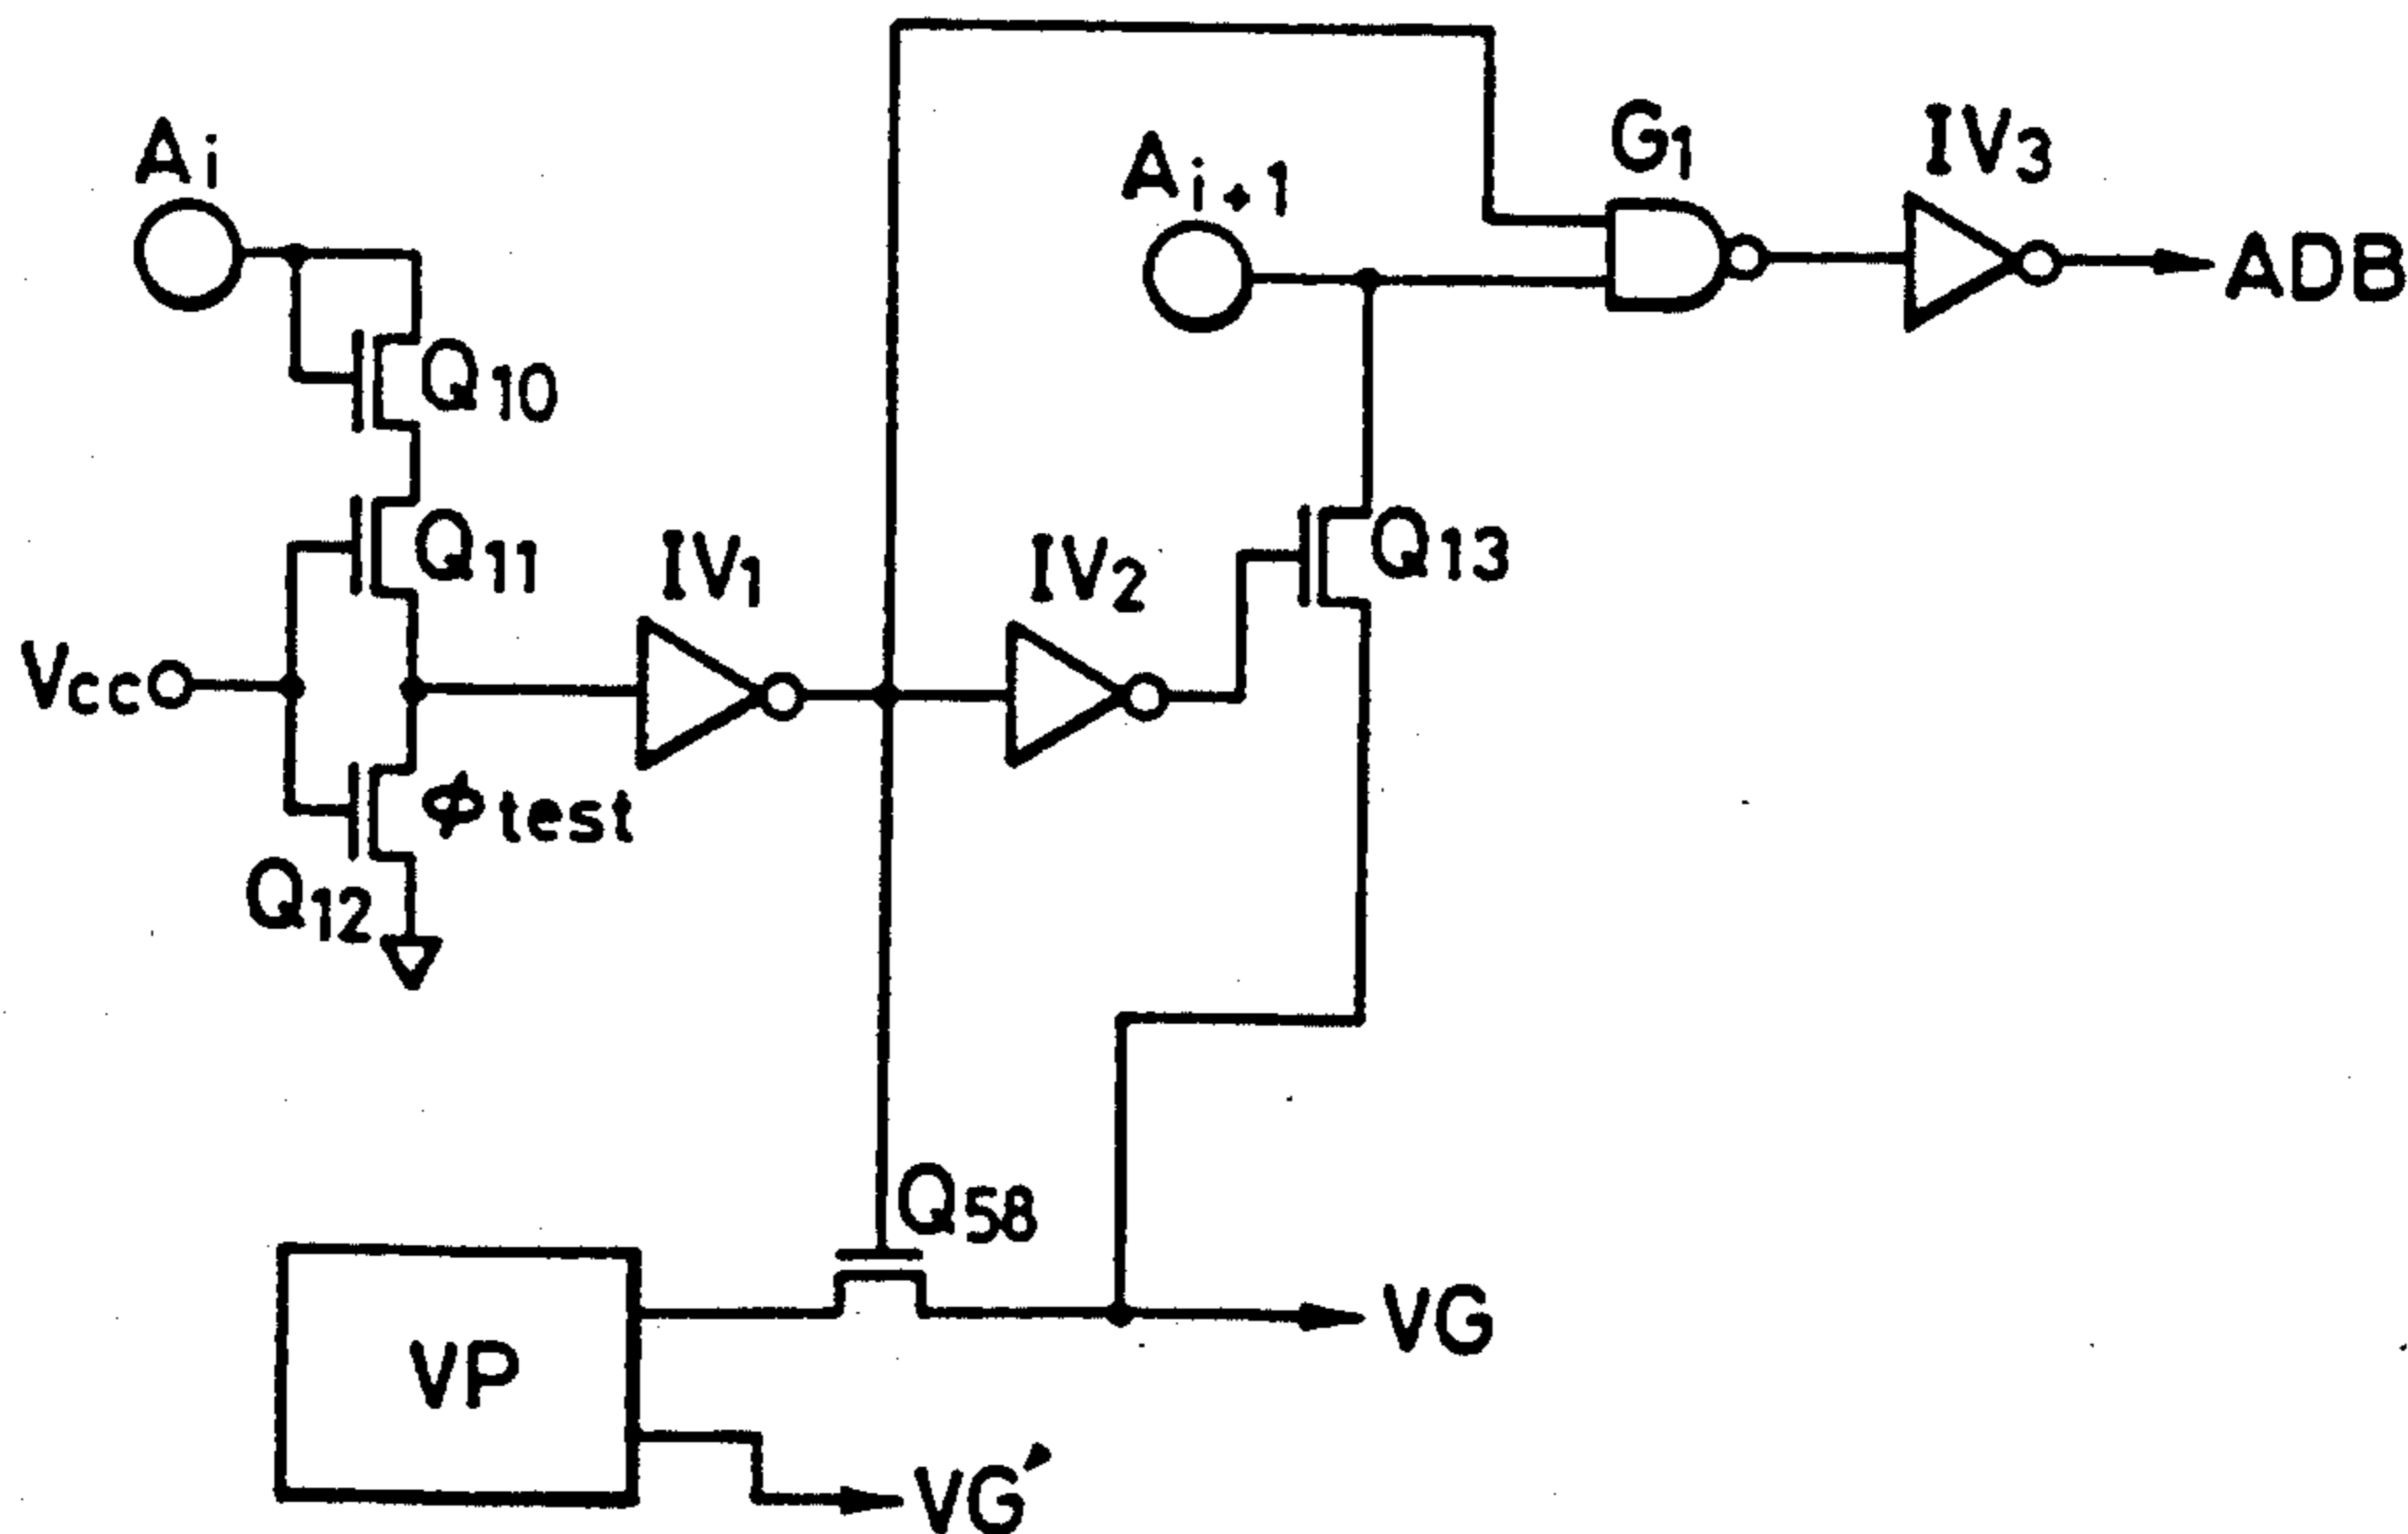 Ai
Ai+1
G1
IV3
ADB
Q10
Q11
IV1
IV2
Q13
Vcc
φtest
Q12
Q58
VP
VG
VG'